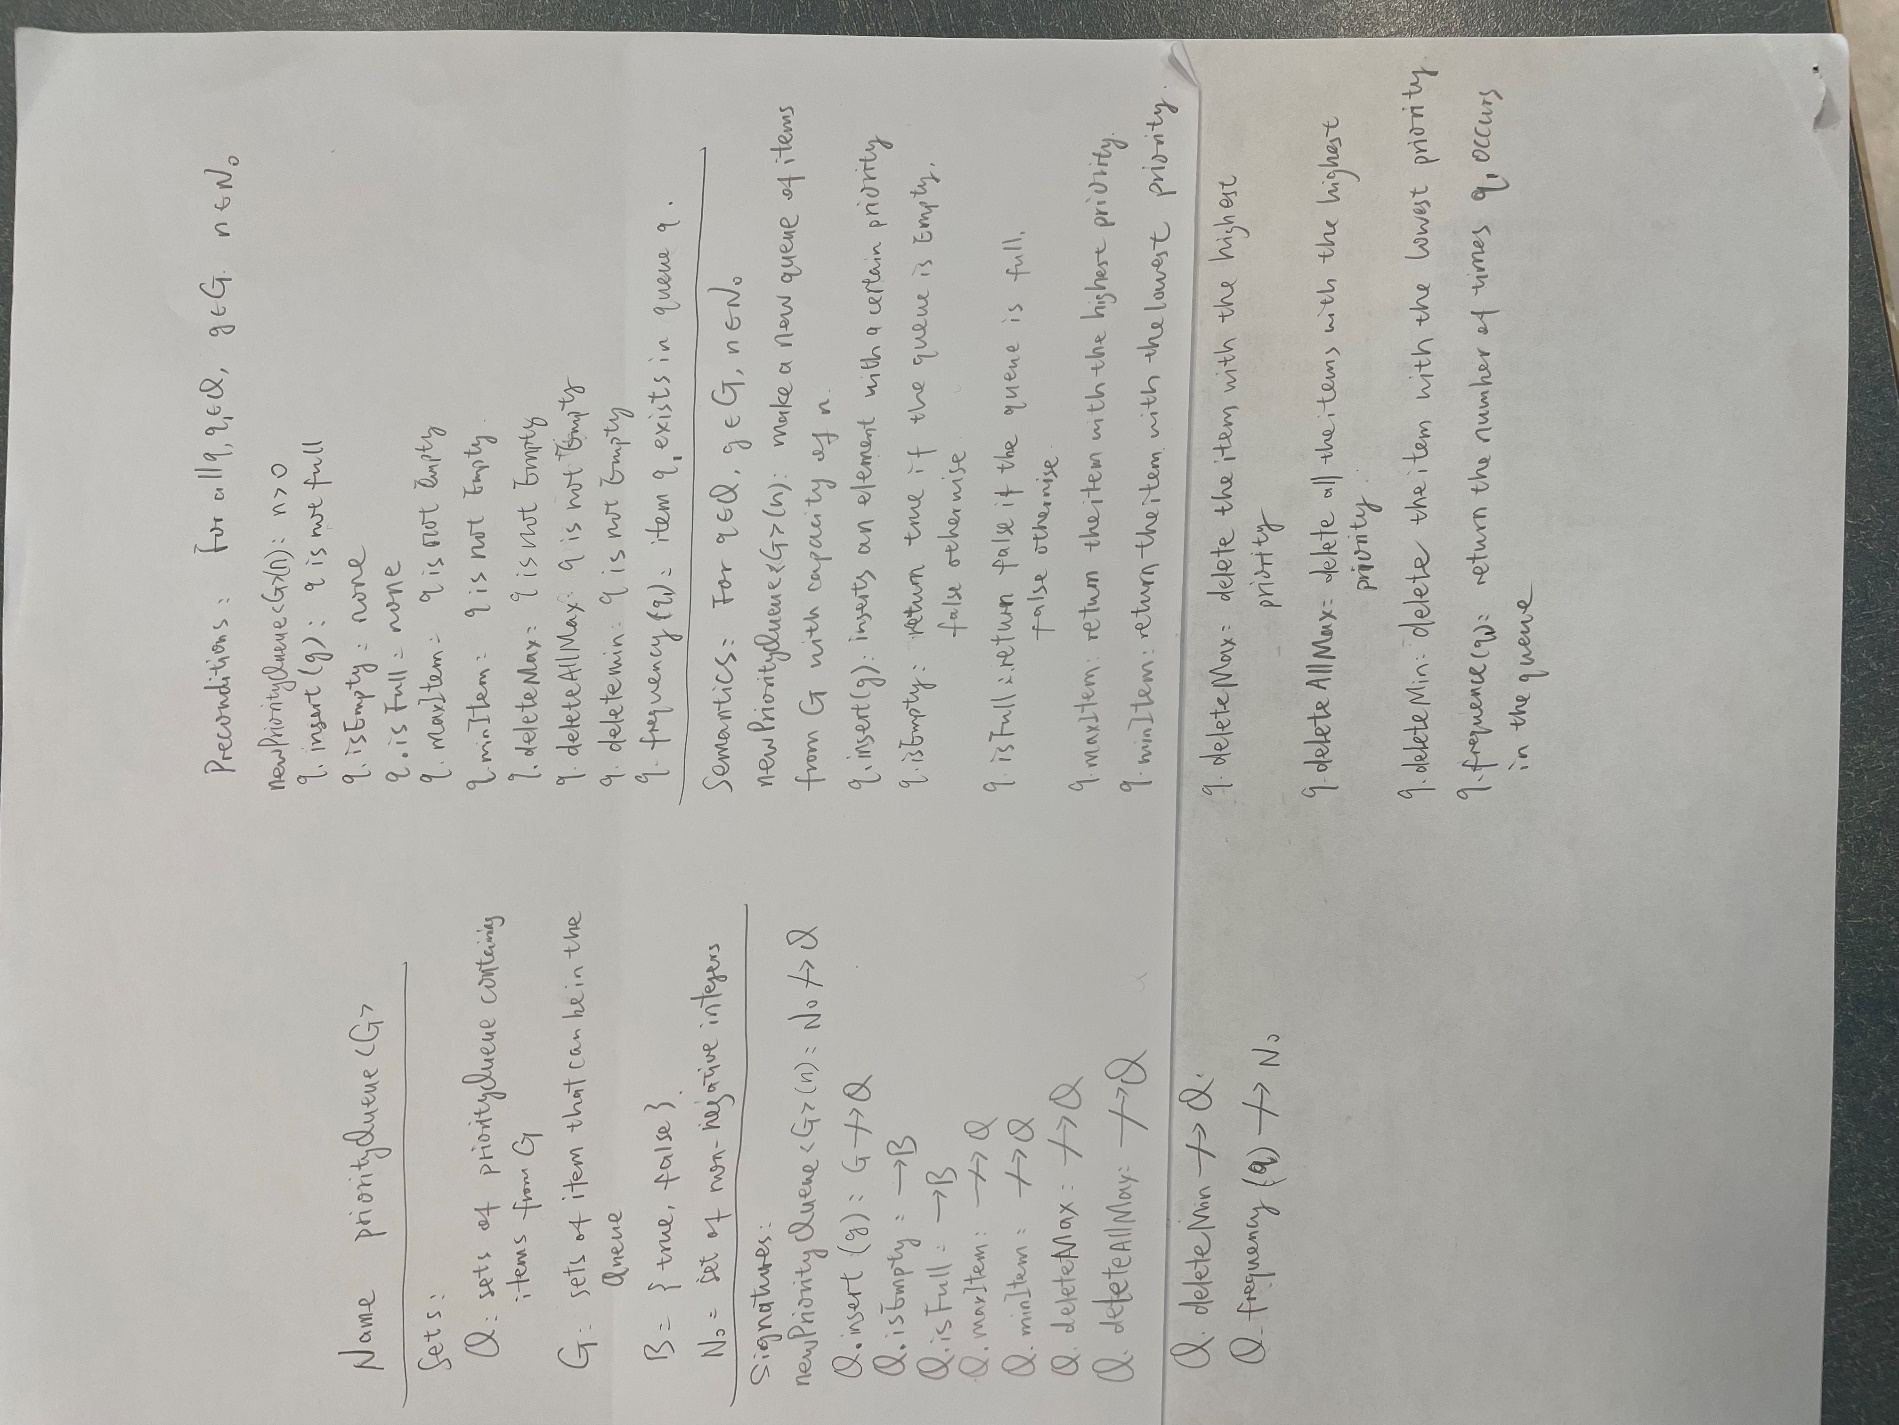 Name priorityQueue<G>
Sets:
Q: sets of priorityQueue containing
items from G
G: sets of item that can be in the
Queue
B = {true, false}
N₀ = set of non-negative integers
Signatures:
newPriorityQueue<G>(n): N₀ ↛ Q
Q. insert (g): G ↛ Q
Q. isEmpty: → B
Q. isFull: → B
Q. maxItem: ↛ Q
Q. minItem: ↛ Q
Q. deleteMax: ↛ Q
Q. deleteAllMax: ↛ Q
Q. deleteMin ↛ Q.
Q. frequency (q) ↛ N₀
Preconditions: For all q, q₁∈Q, g∈G. n∈N₀
newPriorityQueue<G>(n): n>0
q. insert (g): q is not full
q. isEmpty: none
q. isFull: none
q. maxItem: q is not Empty
q. minItem: q is not Empty.
q. deleteMax: q is not Empty
q. deleteAllMax: q is not Empty
q. deleteMin: q is not Empty
q. frequency(q₁): item q₁ exists in queue q.
Semantics: For q∈Q, g∈G, n∈N₀
newPriorityQueue<G>(n): make a new queue of items
from G with capacity of n.
q. insert(g): inserts an element with a certain priority
q. isEmpty: return true if the queue is Empty,
false otherwise.
q. isFull: return false if the queue is full,
false otherwise
q. maxItem: return the item with the highest priority.
q. minItem: return the item with the lowest priority.
q. deleteMax: delete the item with the highest
priority
q. deleteAllMax: delete all the items with the highest
priority.
q. deleteMin: delete the item with the lowest priority.
q. frequence(q₁): return the number of times q₁ occurs
in the queue